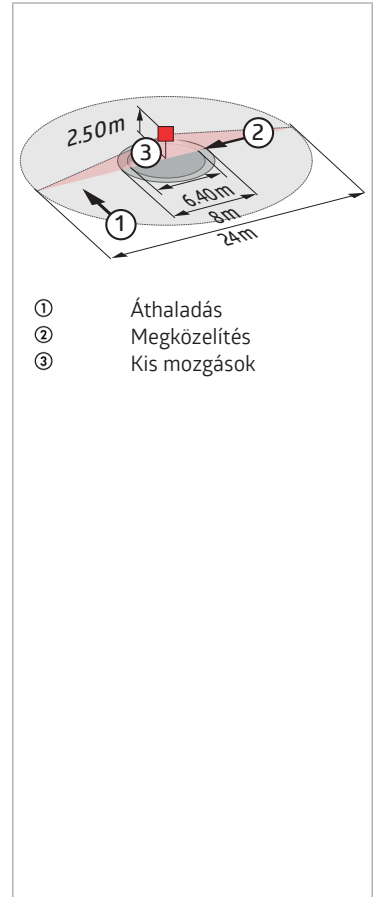 2.50m
3
2
6.40m
8m
1
24m
① Áthaladás
② Megközelítés
③ Kis mozgások